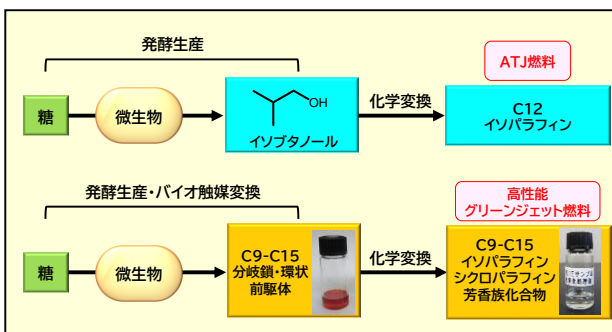 発酵生産
ATJ燃料
糖
微生物
OH
イソブタノール
化学変換
C12
イソパラフィン
発酵生産・バイオ触媒変換
高性能
グリーンジェット燃料
糖
微生物
C9-C15
分岐鎖・環状
前駆体
化学変換
C9-C15
イソパラフィン
シクロパラフィン
芳香族化合物